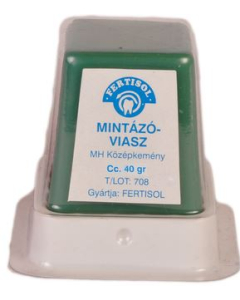 FERTISOL
MINTÁZÓ-
VIASZ
MH Középkemény
Cc. 40 gr
T/LOT: 708
Gyártja: FERTISOL